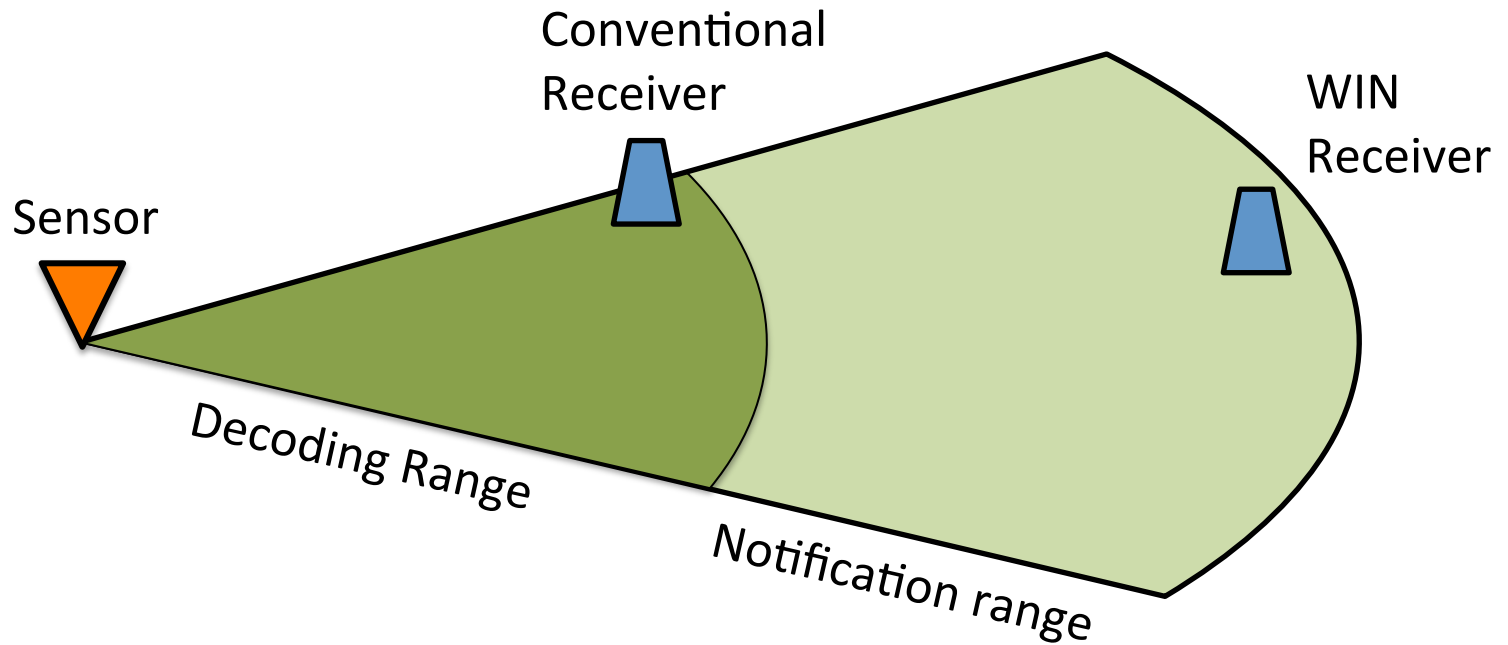 Conventional
Receiver
WIN
Receiver
Sensor
Decoding Range
Notification range